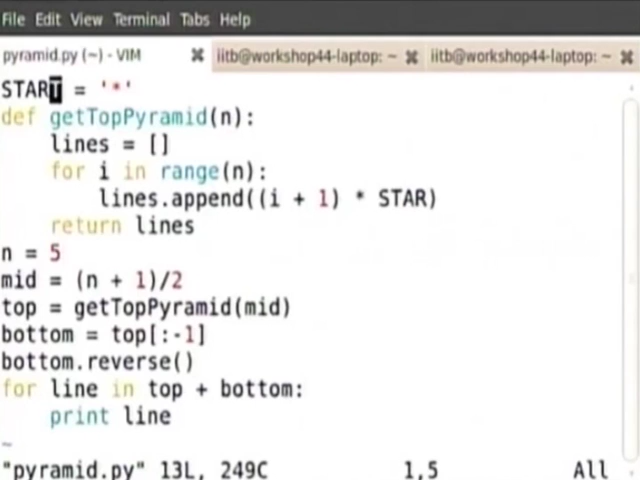 File Edit View Terminal Tabs Help
pyramid.py (~) - VIM ✖ iitb@workshop44-laptop: ~ ✖ iitb@workshop44-laptop: ~ ✖
START = '*'
def getTopPyramid(n):
    lines = []
    for i in range(n):
        lines.append((i + 1) * STAR)
    return lines
n = 5
mid = (n + 1)/2
top = getTopPyramid(mid)
bottom = top[:-1]
bottom.reverse()
for line in top + bottom:
    print line
~
"pyramid.py" 13L, 249C 1,5 All